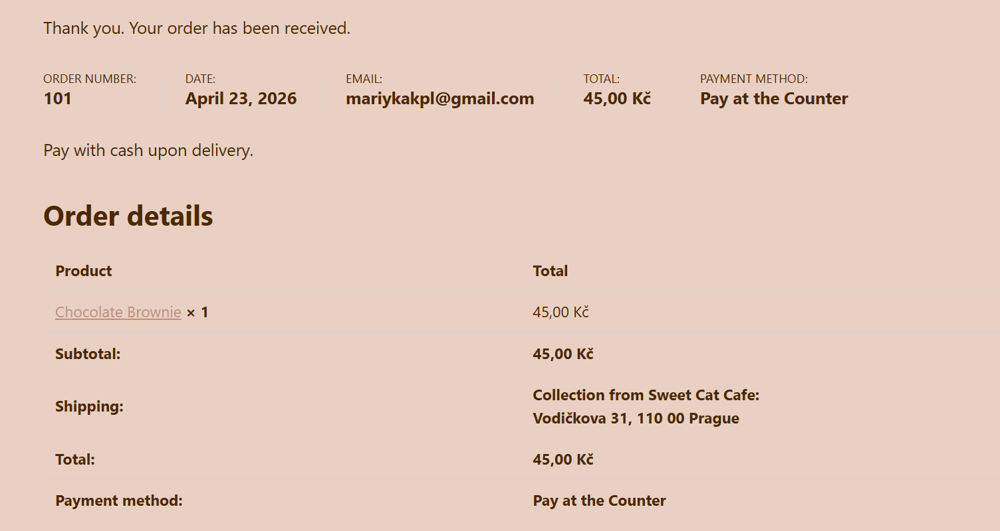 Thank you. Your order has been received.
ORDER NUMBER: DATE: EMAIL: TOTAL: PAYMENT METHOD:
101 April 23, 2026 mariykakpl@gmail.com 45,00 Kč Pay at the Counter
Pay with cash upon delivery.
Order details
Product Total
Chocolate Brownie × 1 45,00 Kč
Subtotal: 45,00 Kč
Shipping: Collection from Sweet Cat Cafe:
Vodičkova 31, 110 00 Prague
Total: 45,00 Kč
Payment method: Pay at the Counter